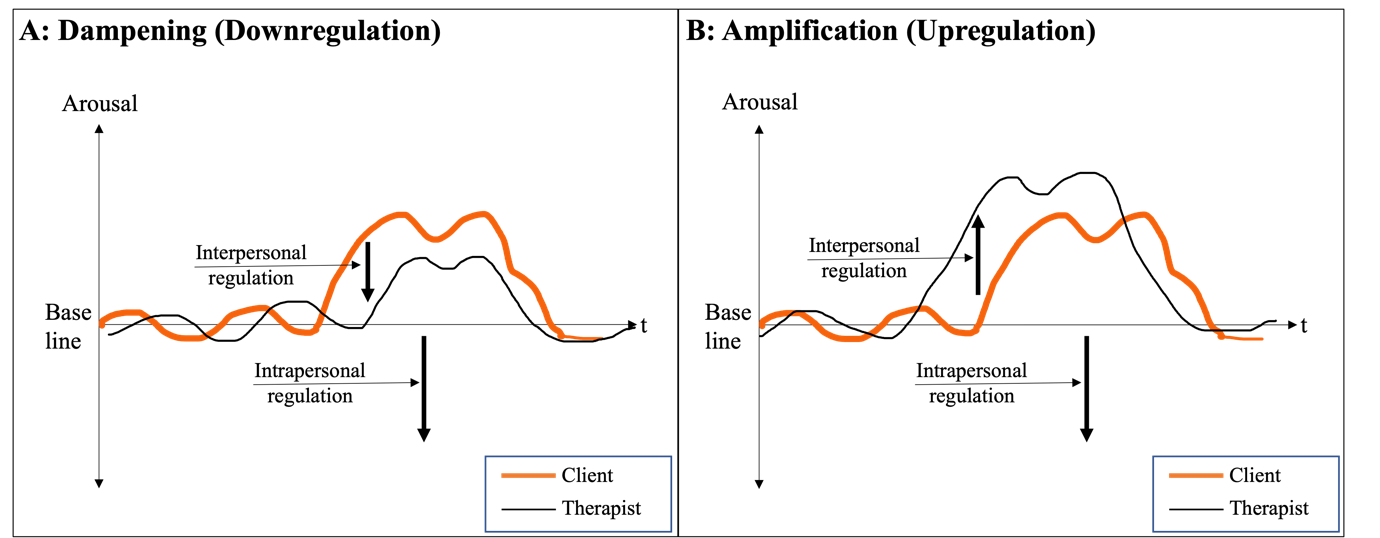 A: Dampening (Downregulation)
Arousal
Interpersonal
regulation
Base
line
t
Intrapersonal
regulation
Client
Therapist
B: Amplification (Upregulation)
Arousal
Interpersonal
regulation
Base
line
t
Intrapersonal
regulation
Client
Therapist